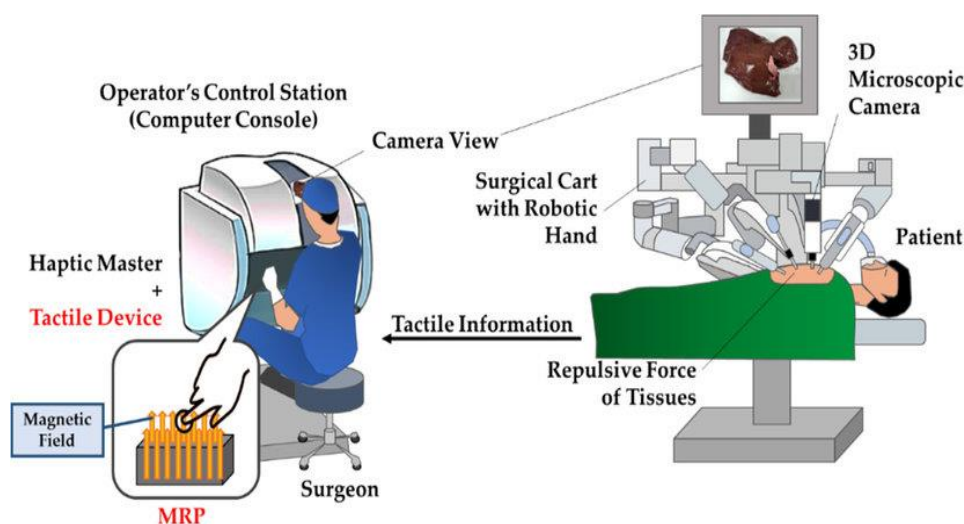 Operator's Control Station
(Computer Console)
Camera View
3D
Microscopic
Camera
Surgical Cart
with Robotic
Hand
Patient
Haptic Master
+
Tactile Device
Tactile Information
Repulsive Force
of Tissues
Magnetic
Field
Surgeon
MRP